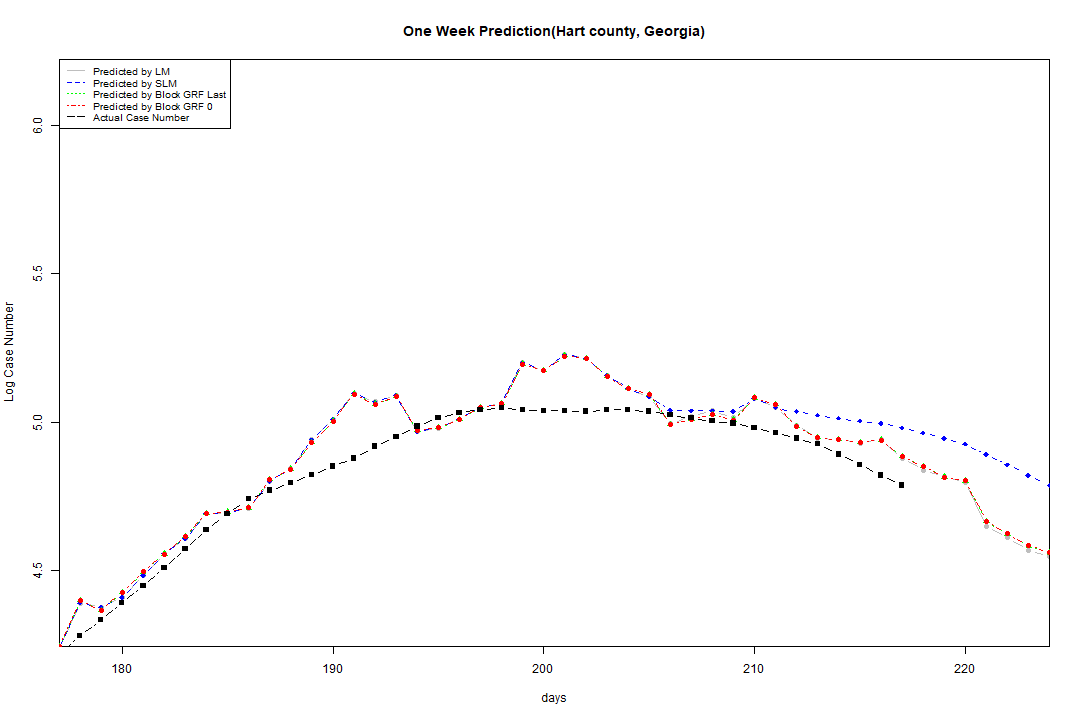 One Week Prediction(Hart county, Georgia)
Predicted by LM
Predicted by SLM
Predicted by Block GRF Last
Predicted by Block GRF 0
Actual Case Number
Log Case Number
6.0
5.5
5.0
4.5
180 190 200 210 220
days